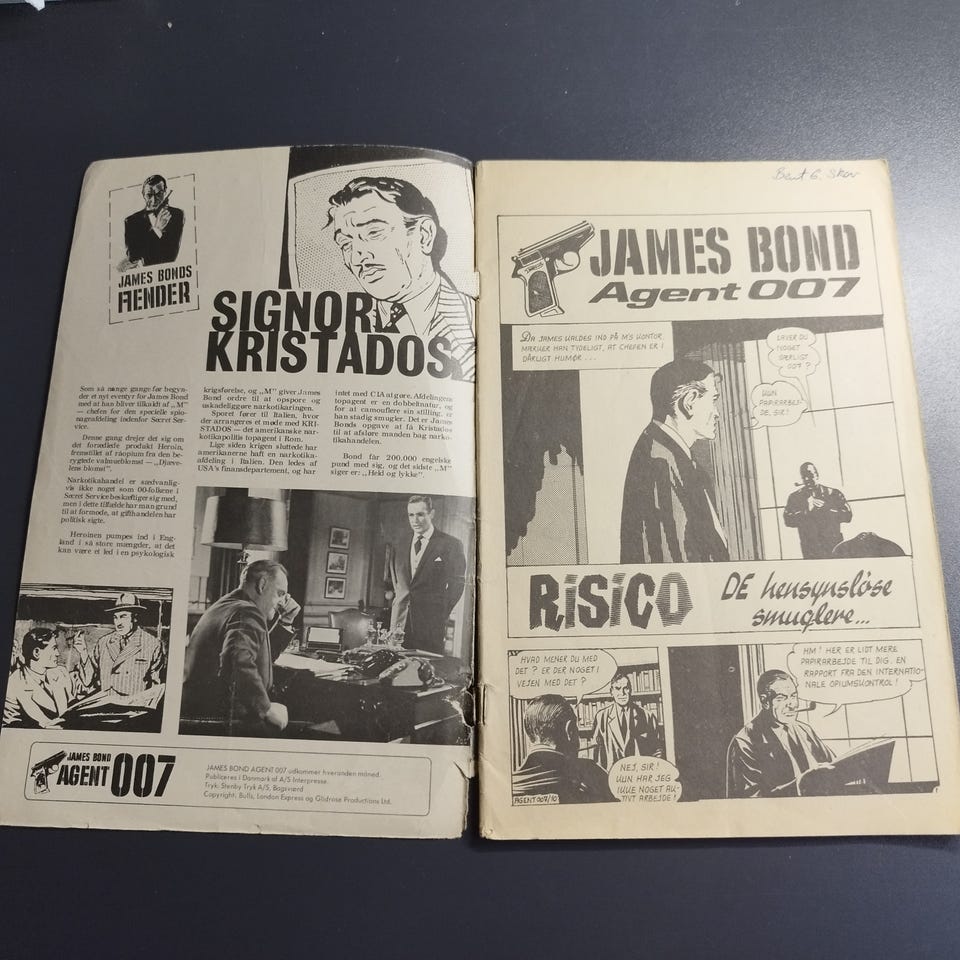 JAMES BONDS
FIENDER
SIGNOR
KRISTADOS
Som så mange gange før begyn-
der et nyt eventyr for James Bond
med at han bliver tilkaldt af „M”
— chefen for den specielle spio-
nageafdeling indenfor Secret Ser-
vice.
Denne gang drejer det sig om
det forædlede produkt Heroin,
fremstillet af råopium fra den be-
rygtede valmueblomst — „Djæve-
lens blomst”.
Narkotikahandel er sædvanlig-
vis ikke noget som 00-folkene i
Secret Service beskæftiger sig med,
men i dette tilfælde har man grund
til at formode, at gifthandelen har
politisk sigte.
Heroinen pumpes ind i Eng-
land i så store mængder, at det
kan være et led i en psykologisk
krigsførelse, og „M” giver James
Bond ordre til at opspore og
uskadeliggøre narkotikaringen.
Sporet fører til Italien, hvor
der arrangeres et møde med KRI-
STADOS — det amerikanske nar-
kotikapolitis topagent i Rom.
Lige siden krigen sluttede har
amerikanerne haft en narkotika-
afdeling i Italien. Den ledes af
USA's finansdepartement, og har
intet med CIA at gøre. Afdelingens
topagent er en dobbeltnatur, og
for at camouflere sin stilling, er
han stadig smugler. Det er James
Bonds opgave at få Kristados
til at afsløre manden bag narko-
tikahandelen.
Bond får 200.000 engelske
pund med sig, og det sidste „M”
siger er: „Held og lykke”.
JAMES BOND
AGENT 007
JAMES BOND AGENT 007 udkommer hveranden måned.
Publiceres i Danmark af A/S Interpresse.
Tryk: Stenby Tryk A/S, Bagsværd
Copyright: Bulls, London Express og Glidrose Productions Ltd.
Bent G. Skov
JAMES BOND
Agent 007
DA JAMES KALDES IND PÅ M'S KONTOR,
MÆRKER HAN TYDELIGT, AT CHEFEN ER I
DÅRLIGT HUMØR...
LAVER DU
NOGET
SÆRLIGT
007?
KUN
PAPIRARBEJ-
DE, SIR!
RISICO
DE hensynsløse
smuglere...
HVAD MENER DU MED
DET? ER DER NOGET I
VEJEN MED DET?
NEJ, SIR!
KUN HAR JEG
IKKE NOGET AK-
TIVT ARBEJDE!
AGENT 007/10
HM! HER ER LIDT MERE
PAPIRARBEJDE TIL DIG. EN
RAPPORT FRA DEN INTERNATIO-
NALE OPIUMSKONTROL!